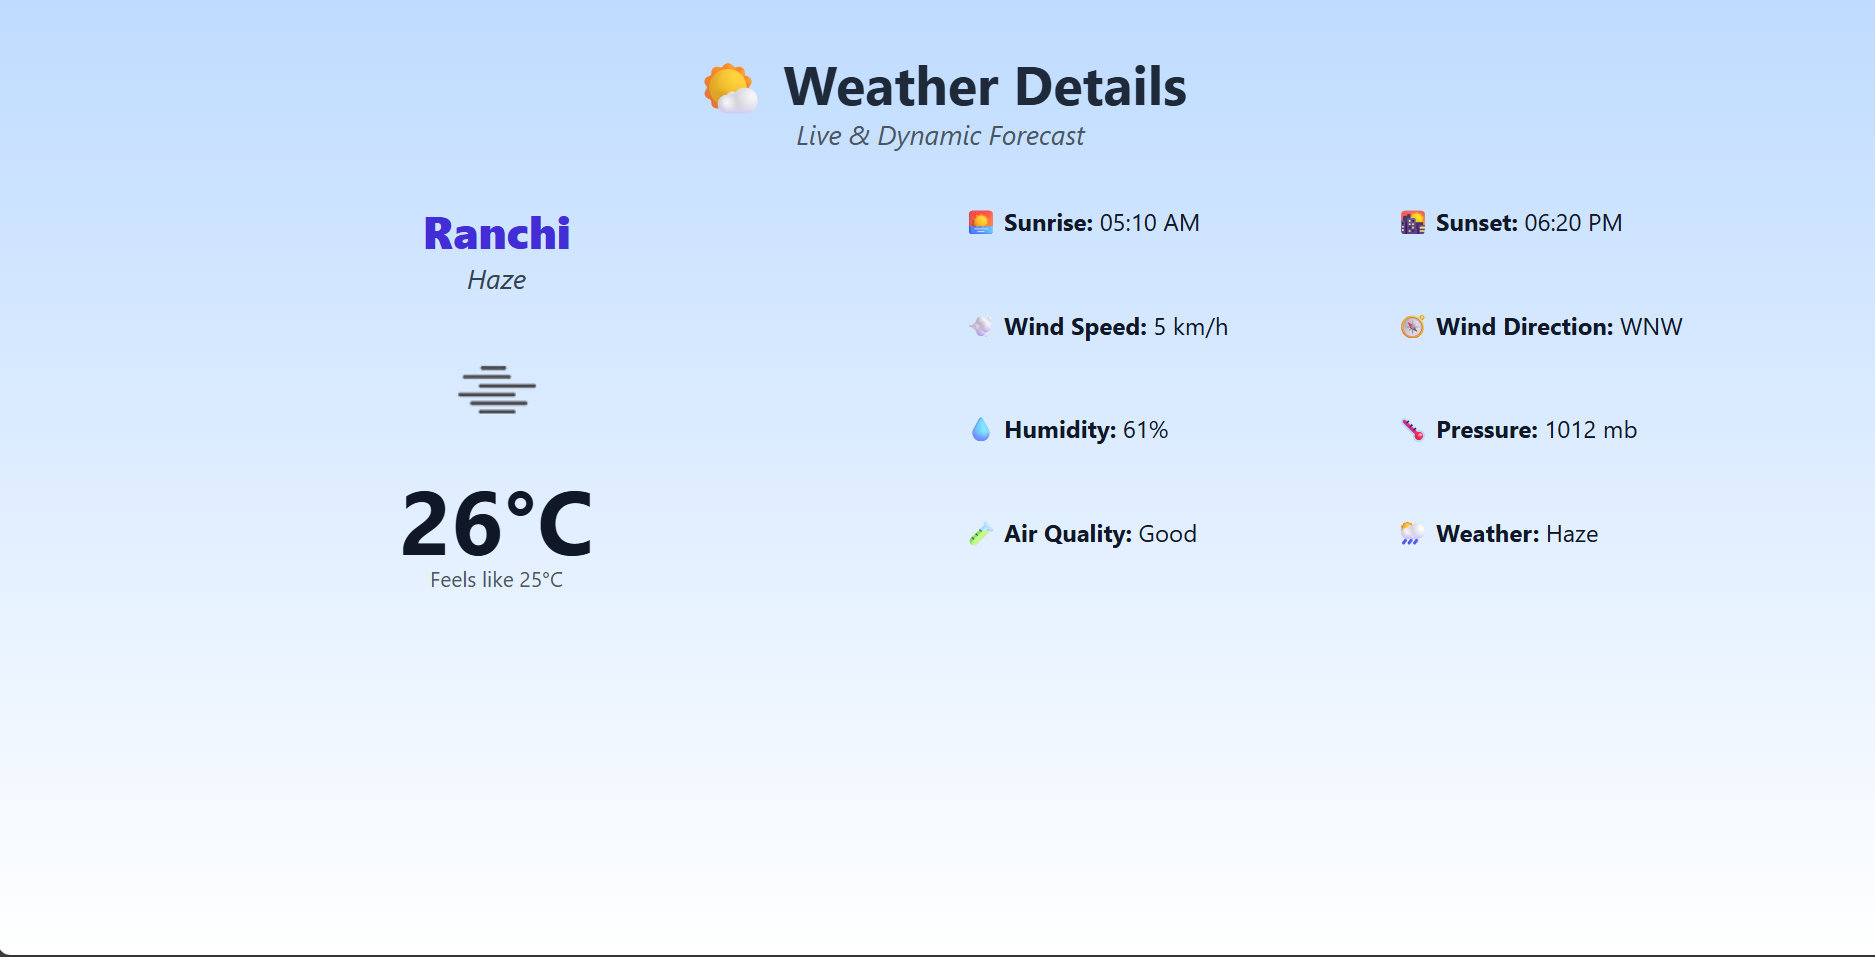 Weather Details
Live & Dynamic Forecast
Ranchi
Haze
26°C
Feels like 25°C
Sunrise: 05:10 AM
Sunset: 06:20 PM
Wind Speed: 5 km/h
Wind Direction: WNW
Humidity: 61%
Pressure: 1012 mb
Air Quality: Good
Weather: Haze